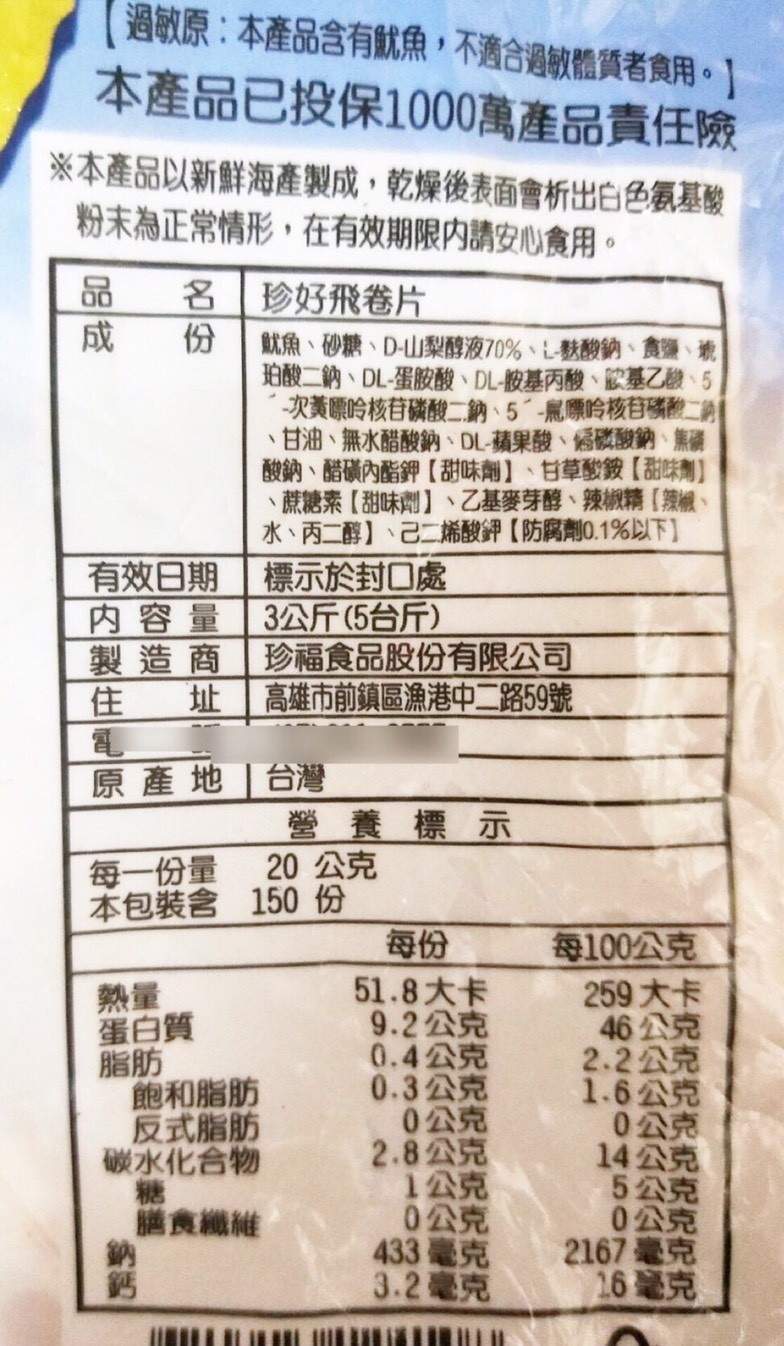 【過敏原：本產品含有魷魚，不適合過敏體質者食用。】
本產品已投保1000萬產品責任險
※本產品以新鮮海產製成，乾燥後表面會析出白色氨基酸
粉末為正常情形，在有效期限內請安心食用。
品名 珍好飛卷片
成份 魷魚、砂糖、D-山梨醇液70%、L-麩酸鈉、食鹽、琥
珀酸二鈉、DL-蛋胺酸、DL-胺基丙酸、胺基乙酸、5
´-次黃嘌呤核苷磷酸二鈉、5´-鳥嘌呤核苷磷酸二鈉
、甘油、無水醋酸鈉、DL-蘋果酸、偏磷酸鈉、焦磷
酸鈉、醋磺內酯鉀【甜味劑】、甘草酸銨【甜味劑】
、蔗糖素【甜味劑】、乙基麥芽醇、辣椒精【辣椒、
水、丙二醇】、己二烯酸鉀【防腐劑0.1%以下】
有效日期 標示於封口處
內容量 3公斤(5台斤)
製造商 珍福食品股份有限公司
住址 高雄市前鎮區漁港中二路59號
電
原產地 台灣
營養標示
每一份量 20 公克
本包裝含 150 份
每份 每100公克
熱量 51.8大卡 259大卡
蛋白質 9.2公克 46公克
脂肪 0.4公克 2.2公克
飽和脂肪 0.3公克 1.6公克
反式脂肪 0公克 0公克
碳水化合物 2.8公克 14公克
糖 1公克 5公克
膳食纖維 0公克 0公克
鈉 433毫克 2167毫克
鈣 3.2毫克 16毫克